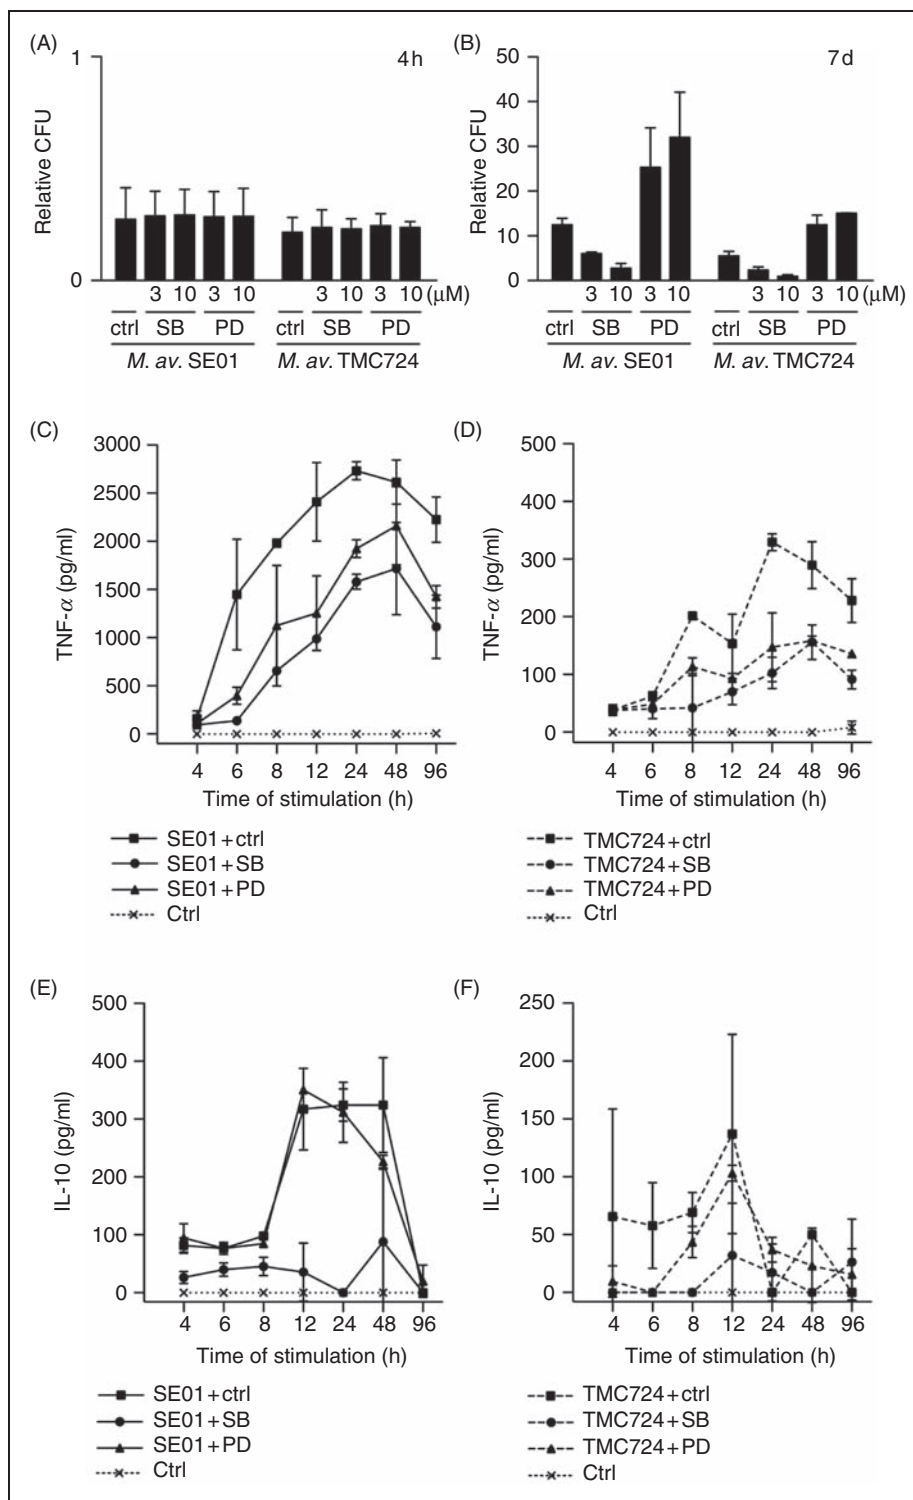 (A)
1
4h
Relative CFU
0
3 10 3 10
ctrl SB PD ctrl SB PD
M. av. SE01 M. av. TMC724
(B)
50
7d
40
30
Relative CFU
20
10
0
3 10 3 10 3 10 3 10 (μM)
ctrl SB PD ctrl SB PD
M. av. SE01 M. av. TMC724
3 10 3 10 (μM)
(C)
3000
2500
2000
TNF-α (pg/ml)
1500
1000
500
0
4 6 8 12 24 48 96
Time of stimulation (h)
SE01+ctrl
SE01+SB
SE01+PD
Ctrl
(D)
500
400
300
TNF-α (pg/ml)
200
100
0
4 6 8 12 24 48 96
Time of stimulation (h)
TMC724+ctrl
TMC724+SB
TMC724+PD
Ctrl
(E)
500
400
300
IL-10 (pg/ml)
200
100
0
4 6 8 12 24 48 96
Time of stimulation (h)
SE01+ctrl
SE01+SB
SE01+PD
Ctrl
(F)
250
200
150
IL-10 (pg/ml)
100
50
0
4 6 8 12 24 48 96
Time of stimulation (h)
TMC724+ctrl
TMC724+SB
TMC724+PD
Ctrl